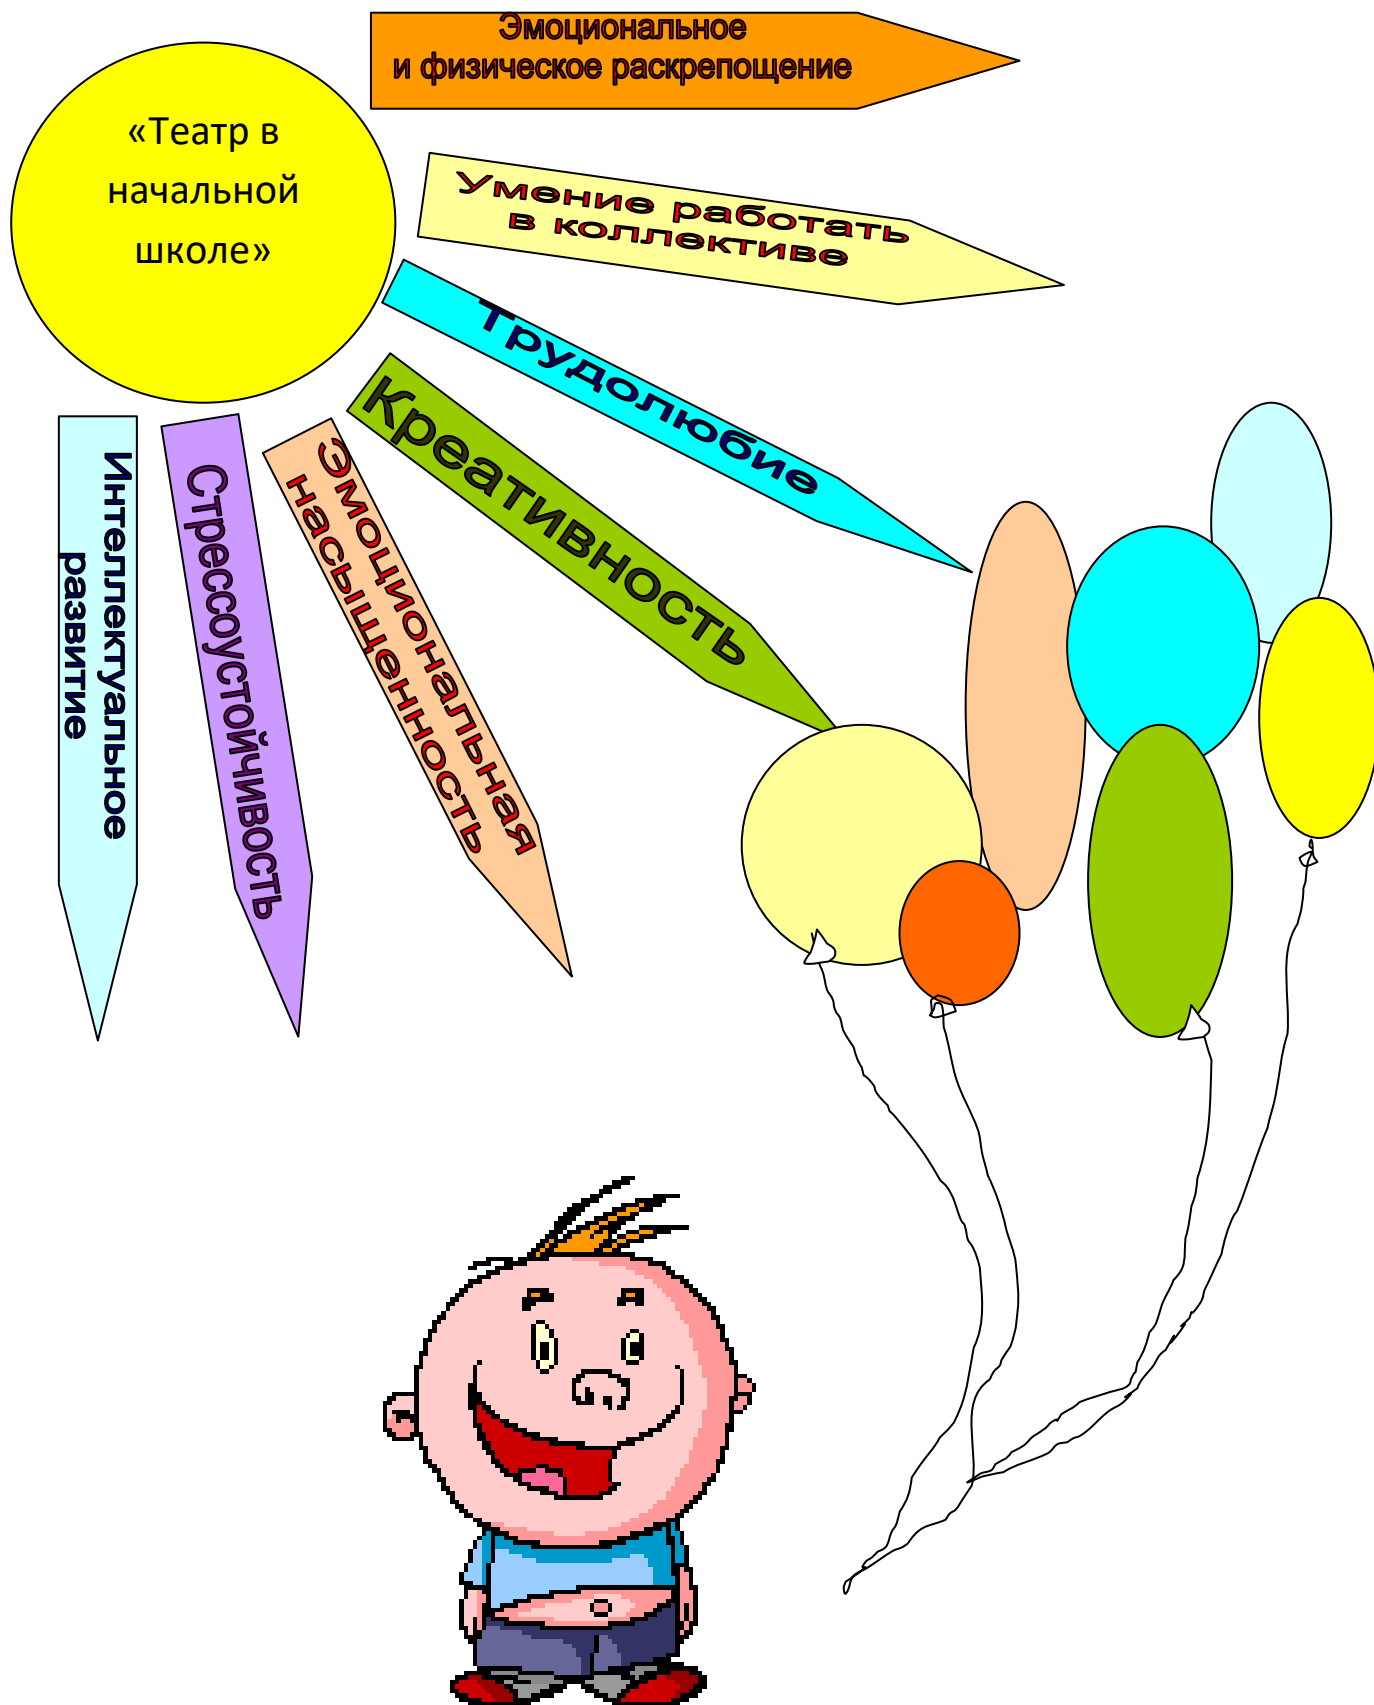 Эмоциональное
и физическое раскрепощение
«Театр в
начальной
школе»
Умение работать
в коллективе
Трудолюбие
Креативность
Эмоциональная
насыщенность
Стрессоустойчивость
Интеллектуальное
развитие